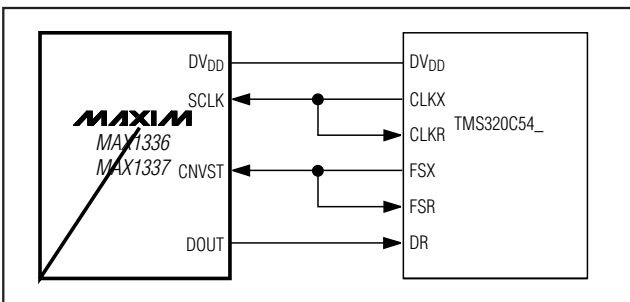 DVDD
SCLK
MAXIM
MAX1336
MAX1337
CNVST
DOUT
DVDD
CLKX
CLKR
TMS320C54_
FSX
FSR
DR